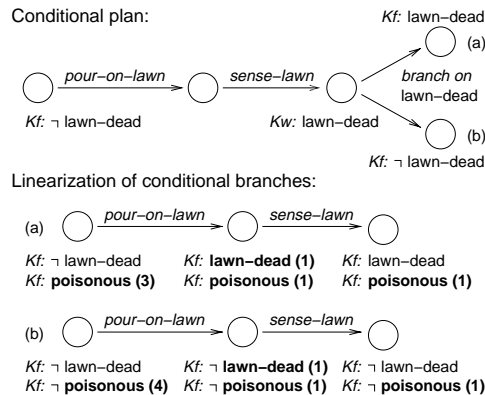 Conditional plan:
Kf: lawn−dead
(a)
pour−on−lawn
sense−lawn
branch on
lawn−dead
Kf: ¬ lawn−dead
Kw: lawn−dead
(b)
Kf: ¬ lawn−dead
Linearization of conditional branches:
(a)
pour−on−lawn
sense−lawn
Kf: ¬ lawn−dead
Kf: lawn−dead (1)
Kf: lawn−dead
Kf: poisonous (3)
Kf: poisonous (1)
Kf: poisonous (1)
(b)
pour−on−lawn
sense−lawn
Kf: ¬ lawn−dead
Kf: ¬ lawn−dead (1)
Kf: ¬ lawn−dead
Kf: ¬ poisonous (4)
Kf: ¬ poisonous (1)
Kf: ¬ poisonous (1)